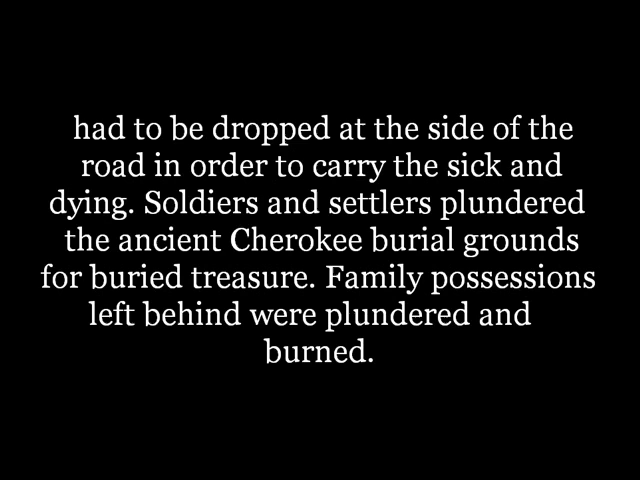 had to be dropped at the side of the
road in order to carry the sick and
dying. Soldiers and settlers plundered
the ancient Cherokee burial grounds
for buried treasure. Family possessions
left behind were plundered and
burned.